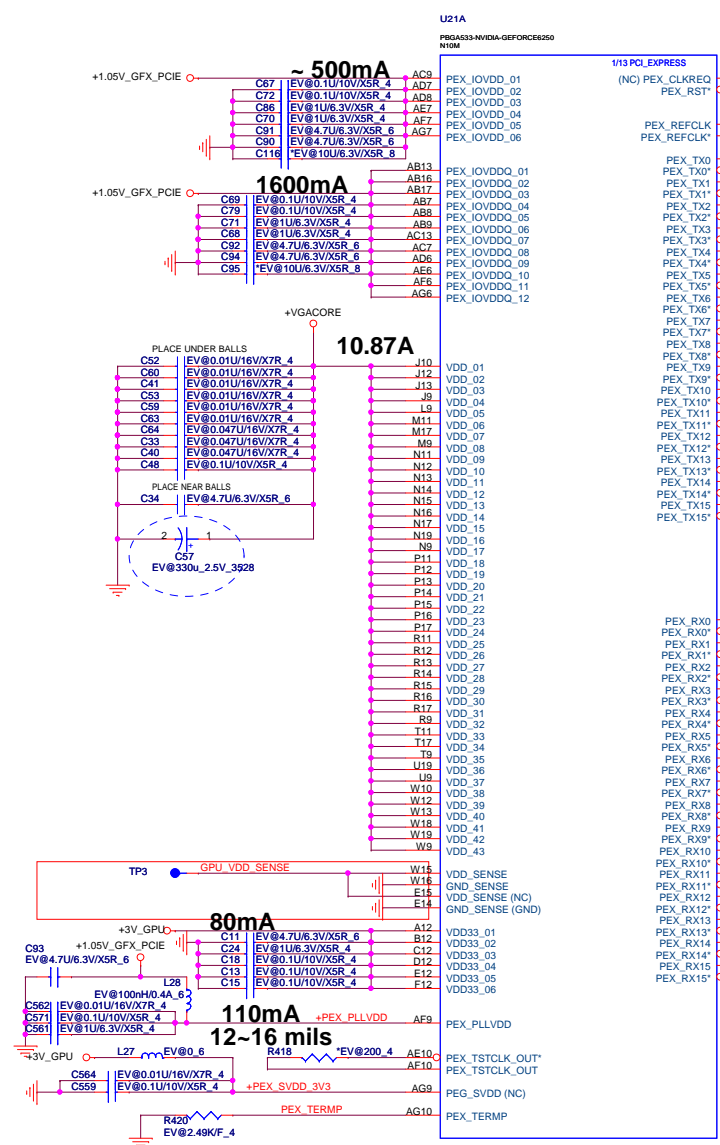 U21A
PBGA533-NVIDIA-GEFORCE6250
N10M
1/13 PCI_EXPRESS
~ 500mA
+1.05V_GFX_PCIE
C67 EV@0.1U/10V/X5R_4
C72 EV@0.1U/10V/X5R_4
C86 EV@1U/6.3V/X5R_4
C70 EV@1U/6.3V/X5R_4
C91 EV@4.7U/6.3V/X5R_6
C90 EV@4.7U/6.3V/X5R_6
C116 *EV@10U/6.3V/X5R_8
AC9 PEX_IOVDD_01
AD7 PEX_IOVDD_02
AD8 PEX_IOVDD_03
AE7 PEX_IOVDD_04
AF7 PEX_IOVDD_05
AG7 PEX_IOVDD_06
1600mA
+1.05V_GFX_PCIE
C69 EV@0.1U/10V/X5R_4
C79 EV@0.1U/10V/X5R_4
C71 EV@1U/6.3V/X5R_4
C68 EV@1U/6.3V/X5R_4
C92 EV@4.7U/6.3V/X5R_6
C94 EV@4.7U/6.3V/X5R_6
C95 *EV@10U/6.3V/X5R_8
AB13 PEX_IOVDDQ_01
AB16 PEX_IOVDDQ_02
AB17 PEX_IOVDDQ_03
AB7 PEX_IOVDDQ_04
AB8 PEX_IOVDDQ_05
AB9 PEX_IOVDDQ_06
AC13 PEX_IOVDDQ_07
AC7 PEX_IOVDDQ_08
AD6 PEX_IOVDDQ_09
AE6 PEX_IOVDDQ_10
AF6 PEX_IOVDDQ_11
AG6 PEX_IOVDDQ_12
+VGACORE
10.87A
PLACE UNDER BALLS
C52 EV@0.01U/16V/X7R_4
C60 EV@0.01U/16V/X7R_4
C41 EV@0.01U/16V/X7R_4
C53 EV@0.01U/16V/X7R_4
C59 EV@0.01U/16V/X7R_4
C63 EV@0.01U/16V/X7R_4
C64 EV@0.047U/16V/X7R_4
C33 EV@0.047U/16V/X7R_4
C40 EV@0.047U/16V/X7R_4
C48 EV@0.1U/10V/X5R_4
PLACE NEAR BALLS
C34 EV@4.7U/6.3V/X5R_6
2 + 1
C57
EV@330u_2.5V_3528
J10 VDD_01
J12 VDD_02
J13 VDD_03
J9 VDD_04
L9 VDD_05
M11 VDD_06
M17 VDD_07
M9 VDD_08
N11 VDD_09
N12 VDD_10
N13 VDD_11
N14 VDD_12
N15 VDD_13
N16 VDD_14
N17 VDD_15
N19 VDD_16
N9 VDD_17
P11 VDD_18
P12 VDD_19
P13 VDD_20
P14 VDD_21
P15 VDD_22
P16 VDD_23
P17 VDD_24
R11 VDD_25
R12 VDD_26
R13 VDD_27
R14 VDD_28
R15 VDD_29
R16 VDD_30
R17 VDD_31
R9 VDD_32
T11 VDD_33
T17 VDD_34
T9 VDD_35
U19 VDD_36
U9 VDD_37
W10 VDD_38
W12 VDD_39
W13 VDD_40
W18 VDD_41
W19 VDD_42
W9 VDD_43
TP3 GPU_VDD_SENSE
W15 VDD_SENSE
W16 GND_SENSE
E15 VDD_SENSE (NC)
E14 GND_SENSE (GND)
80mA
+3V_GPU
C11 EV@4.7U/6.3V/X5R_6
C24 EV@1U/6.3V/X5R_4
C18 EV@0.1U/10V/X5R_4
C13 EV@0.1U/10V/X5R_4
C15 EV@0.1U/10V/X5R_4
A12 VDD33_01
B12 VDD33_02
C12 VDD33_03
D12 VDD33_04
E12 VDD33_05
F12 VDD33_06
+1.05V_GFX_PCIE
C93
EV@4.7U/6.3V/X5R_6
L28
EV@100nH/0.4A_6
C562 EV@0.01U/16V/X7R_4
C571 EV@0.1U/10V/X5R_4
C561 EV@1U/6.3V/X5R_4
110mA
12~16 mils
+PEX_PLLVDD AF9 PEX_PLLVDD
+3V_GPU L27 EV@0_6
R418 *EV@200_4
AE10 PEX_TSTCLK_OUT*
AF10 PEX_TSTCLK_OUT
C564 EV@0.01U/16V/X7R_4
C559 EV@0.1U/10V/X5R_4
+PEX_SVDD_3V3 AG9 PEG_SVDD (NC)
PEX_TERMP AG10 PEX_TERMP
R420
EV@2.49K/F_4
(NC) PEX_CLKREQ
PEX_RST*
PEX_REFCLK
PEX_REFCLK*
PEX_TX0
PEX_TX0*
PEX_TX1
PEX_TX1*
PEX_TX2
PEX_TX2*
PEX_TX3
PEX_TX3*
PEX_TX4
PEX_TX4*
PEX_TX5
PEX_TX5*
PEX_TX6
PEX_TX6*
PEX_TX7
PEX_TX7*
PEX_TX8
PEX_TX8*
PEX_TX9
PEX_TX9*
PEX_TX10
PEX_TX10*
PEX_TX11
PEX_TX11*
PEX_TX12
PEX_TX12*
PEX_TX13
PEX_TX13*
PEX_TX14
PEX_TX14*
PEX_TX15
PEX_TX15*
PEX_RX0
PEX_RX0*
PEX_RX1
PEX_RX1*
PEX_RX2
PEX_RX2*
PEX_RX3
PEX_RX3*
PEX_RX4
PEX_RX4*
PEX_RX5
PEX_RX5*
PEX_RX6
PEX_RX6*
PEX_RX7
PEX_RX7*
PEX_RX8
PEX_RX8*
PEX_RX9
PEX_RX9*
PEX_RX10
PEX_RX10*
PEX_RX11
PEX_RX11*
PEX_RX12
PEX_RX12*
PEX_RX13
PEX_RX13*
PEX_RX14
PEX_RX14*
PEX_RX15
PEX_RX15*